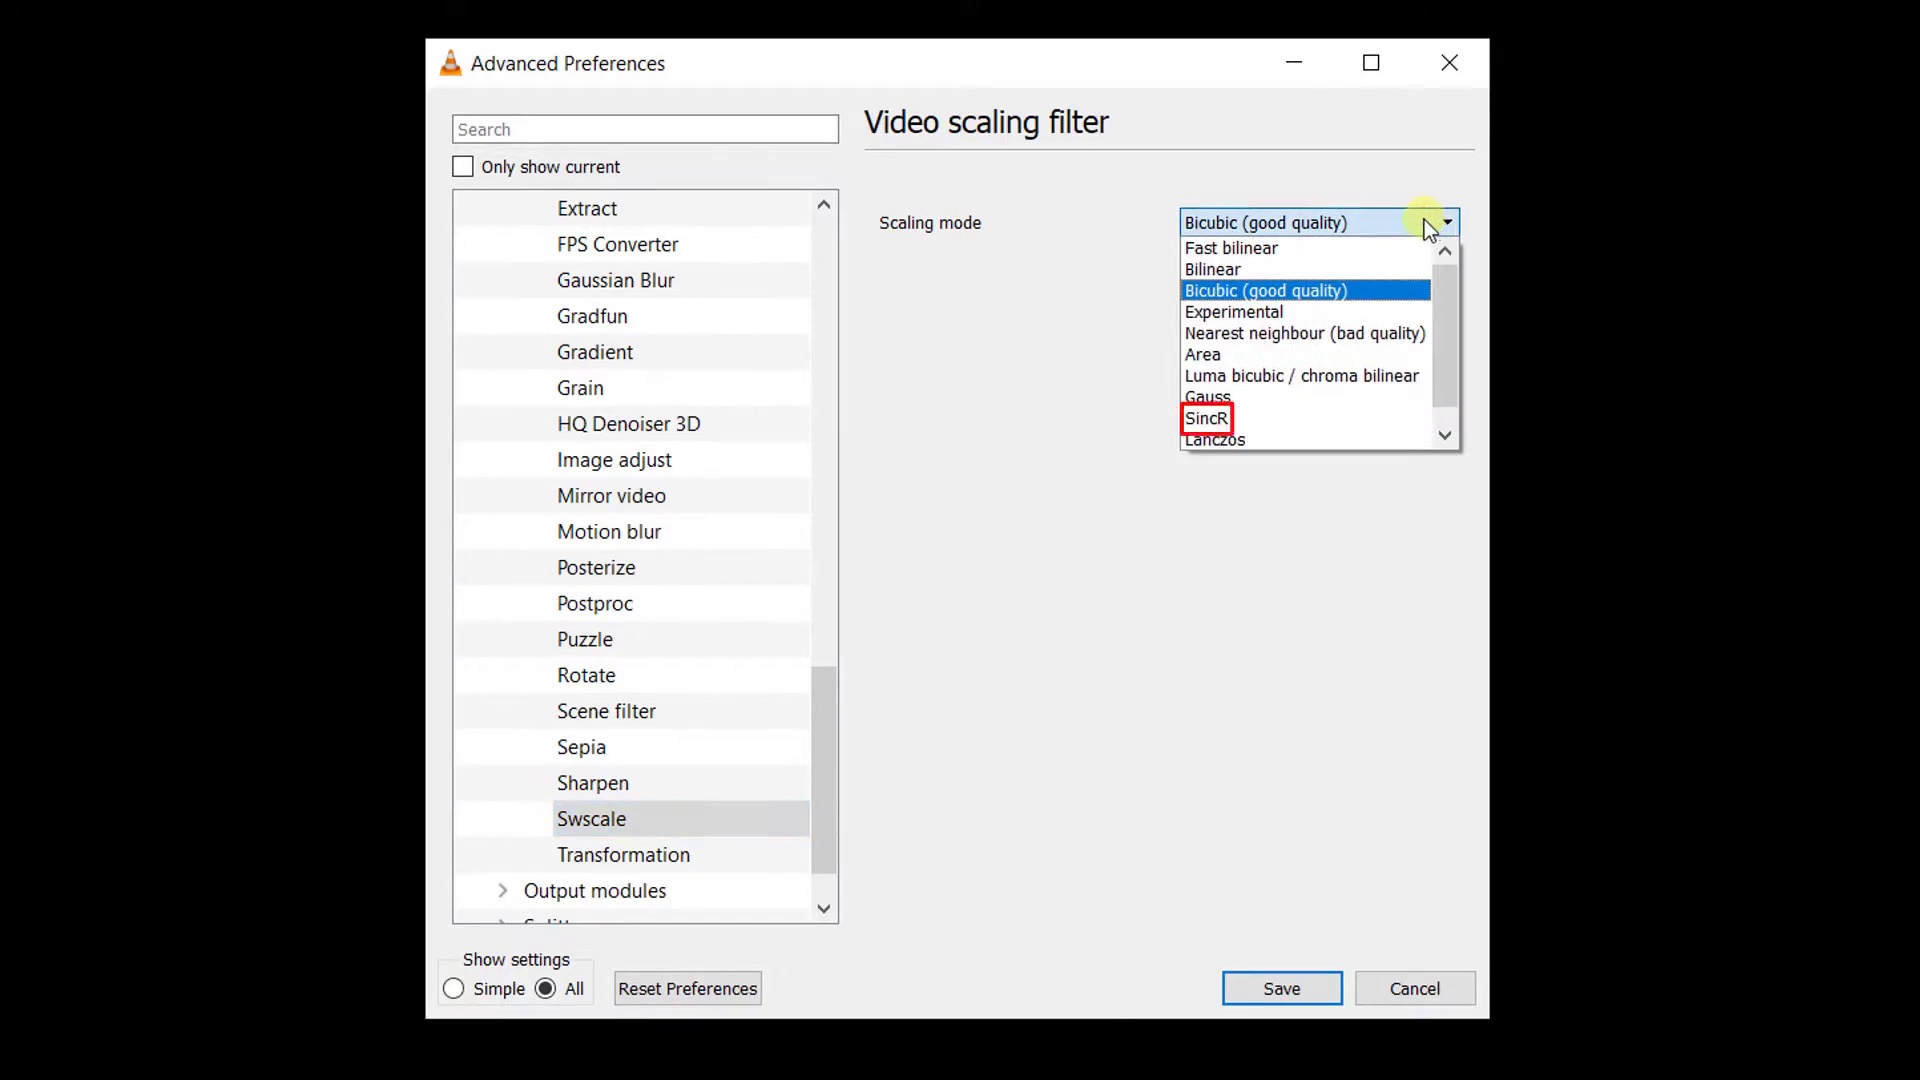 Advanced Preferences
Search
Only show current
Extract
FPS Converter
Gaussian Blur
Gradfun
Gradient
Grain
HQ Denoiser 3D
Image adjust
Mirror video
Motion blur
Posterize
Postproc
Puzzle
Rotate
Scene filter
Sepia
Sharpen
Swscale
Transformation
Output modules
Show settings
Simple
All
Reset Preferences
Video scaling filter
Scaling mode
Bicubic (good quality)
Fast bilinear
Bilinear
Bicubic (good quality)
Experimental
Nearest neighbour (bad quality)
Area
Luma bicubic / chroma bilinear
Gauss
SincR
Lanczos
Save
Cancel